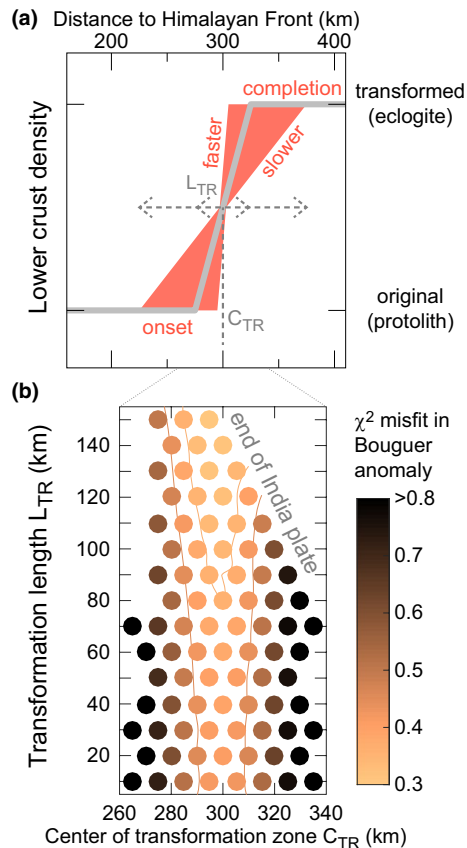 (a)
Distance to Himalayan Front (km)
200 300 400
completion
transformed
(eclogite)
faster
slower
Lower crust density
L_TR
original
(protolith)
C_TR
onset
(b)
χ² misfit in
Bouguer
anomaly
end of India plate
Transformation length L_TR (km)
140
120
100
80
60
40
20
>0.8
0.7
0.6
0.5
0.4
0.3
260 280 300 320 340
Center of transformation zone C_TR (km)